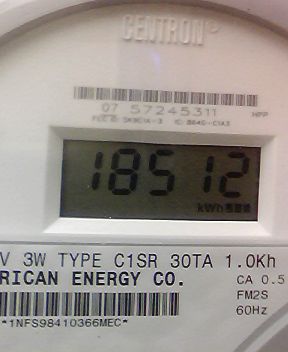 CENTRON®
07 57245311 HPP
18512
kWh
V 3W TYPE C1SR 30TA 1.0Kh
RICAN ENERGY CO. CA 0.5
FM2S
60Hz
*1NFS98410366MEC*